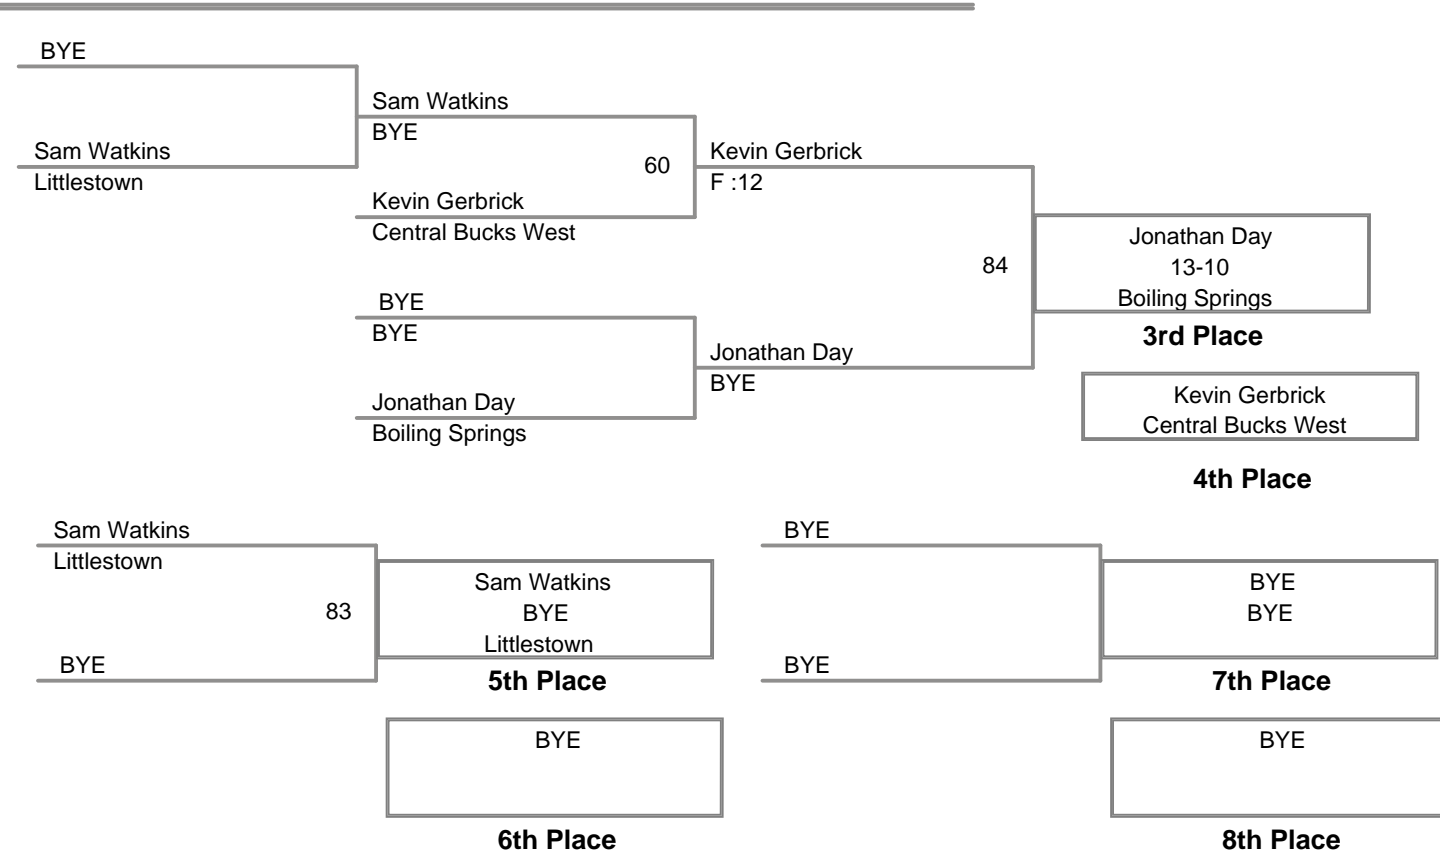 BYE
Sam Watkins
Littlestown
Sam Watkins
BYE
60
Kevin Gerbrick
Central Bucks West
Kevin Gerbrick
F :12
BYE
BYE
Jonathan Day
Boiling Springs
Jonathan Day
BYE
84
Jonathan Day
13-10
Boiling Springs
3rd Place
Kevin Gerbrick
Central Bucks West
4th Place
Sam Watkins
Littlestown
83
BYE
Sam Watkins
BYE
Littlestown
5th Place
BYE
6th Place
BYE
BYE
BYE
BYE
7th Place
BYE
8th Place